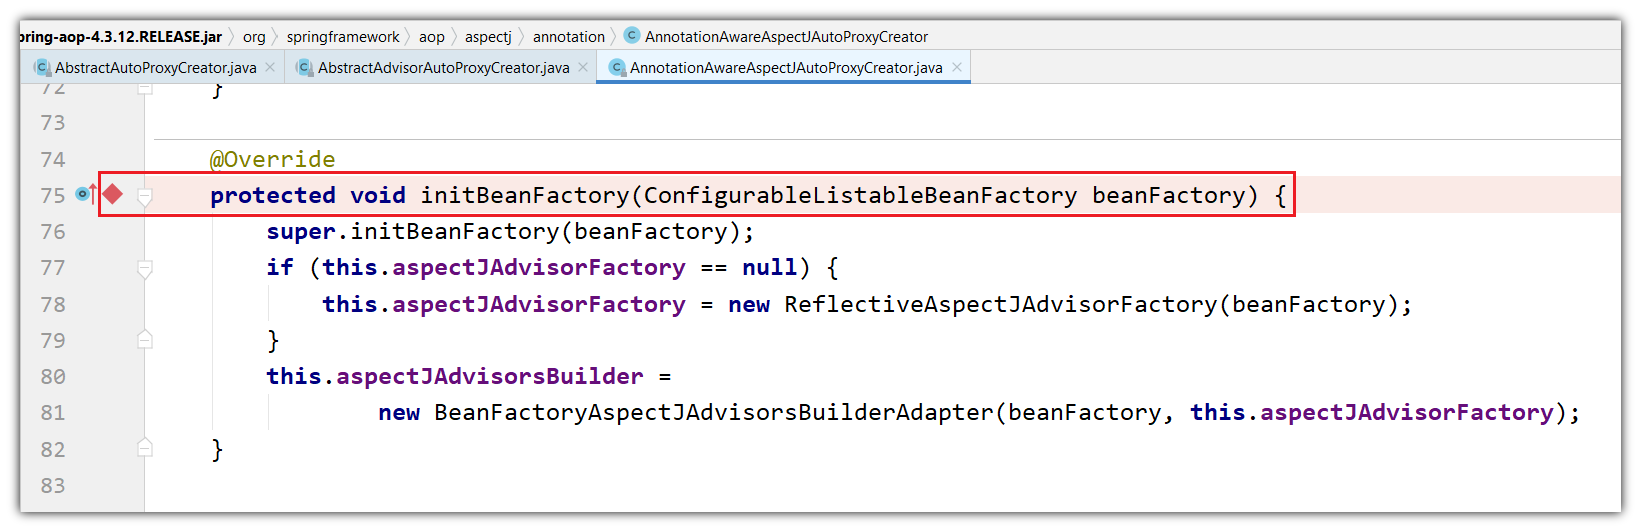 pring-aop-4.3.12.RELEASE.jar 〉 org 〉 springframework 〉 aop 〉 aspectj 〉 annotation 〉 C AnnotationAwareAspectJAutoProxyCreator
C AbstractAutoProxyCreator.java × C AbstractAdvisorAutoProxyCreator.java × C AnnotationAwareAspectJAutoProxyCreator.java ×
72 }
73
74 @Override
75 protected void initBeanFactory(ConfigurableListableBeanFactory beanFactory) {
76 super.initBeanFactory(beanFactory);
77 if (this.aspectJAdvisorFactory == null) {
78 this.aspectJAdvisorFactory = new ReflectiveAspectJAdvisorFactory(beanFactory);
79 }
80 this.aspectJAdvisorsBuilder =
81 new BeanFactoryAspectJAdvisorsBuilderAdapter(beanFactory, this.aspectJAdvisorFactory);
82 }
83